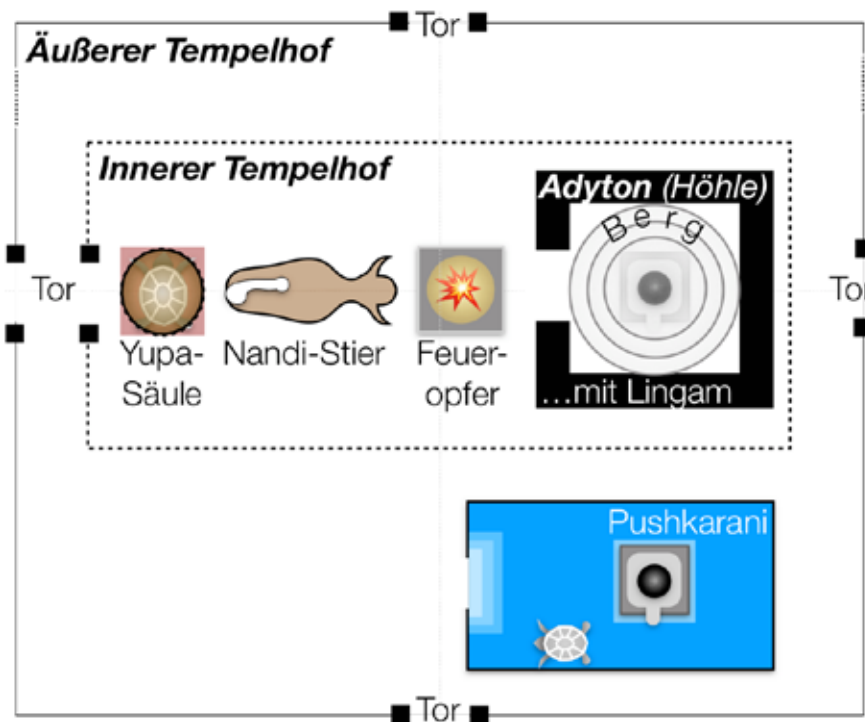 Tor
Äußerer Tempelhof
Innerer Tempelhof
Adyton (Höhle)
Berg
Tor
Tor
Yupa-
Säule
Nandi-Stier
Feuer-
opfer
...mit Lingam
Pushkarani
Tor